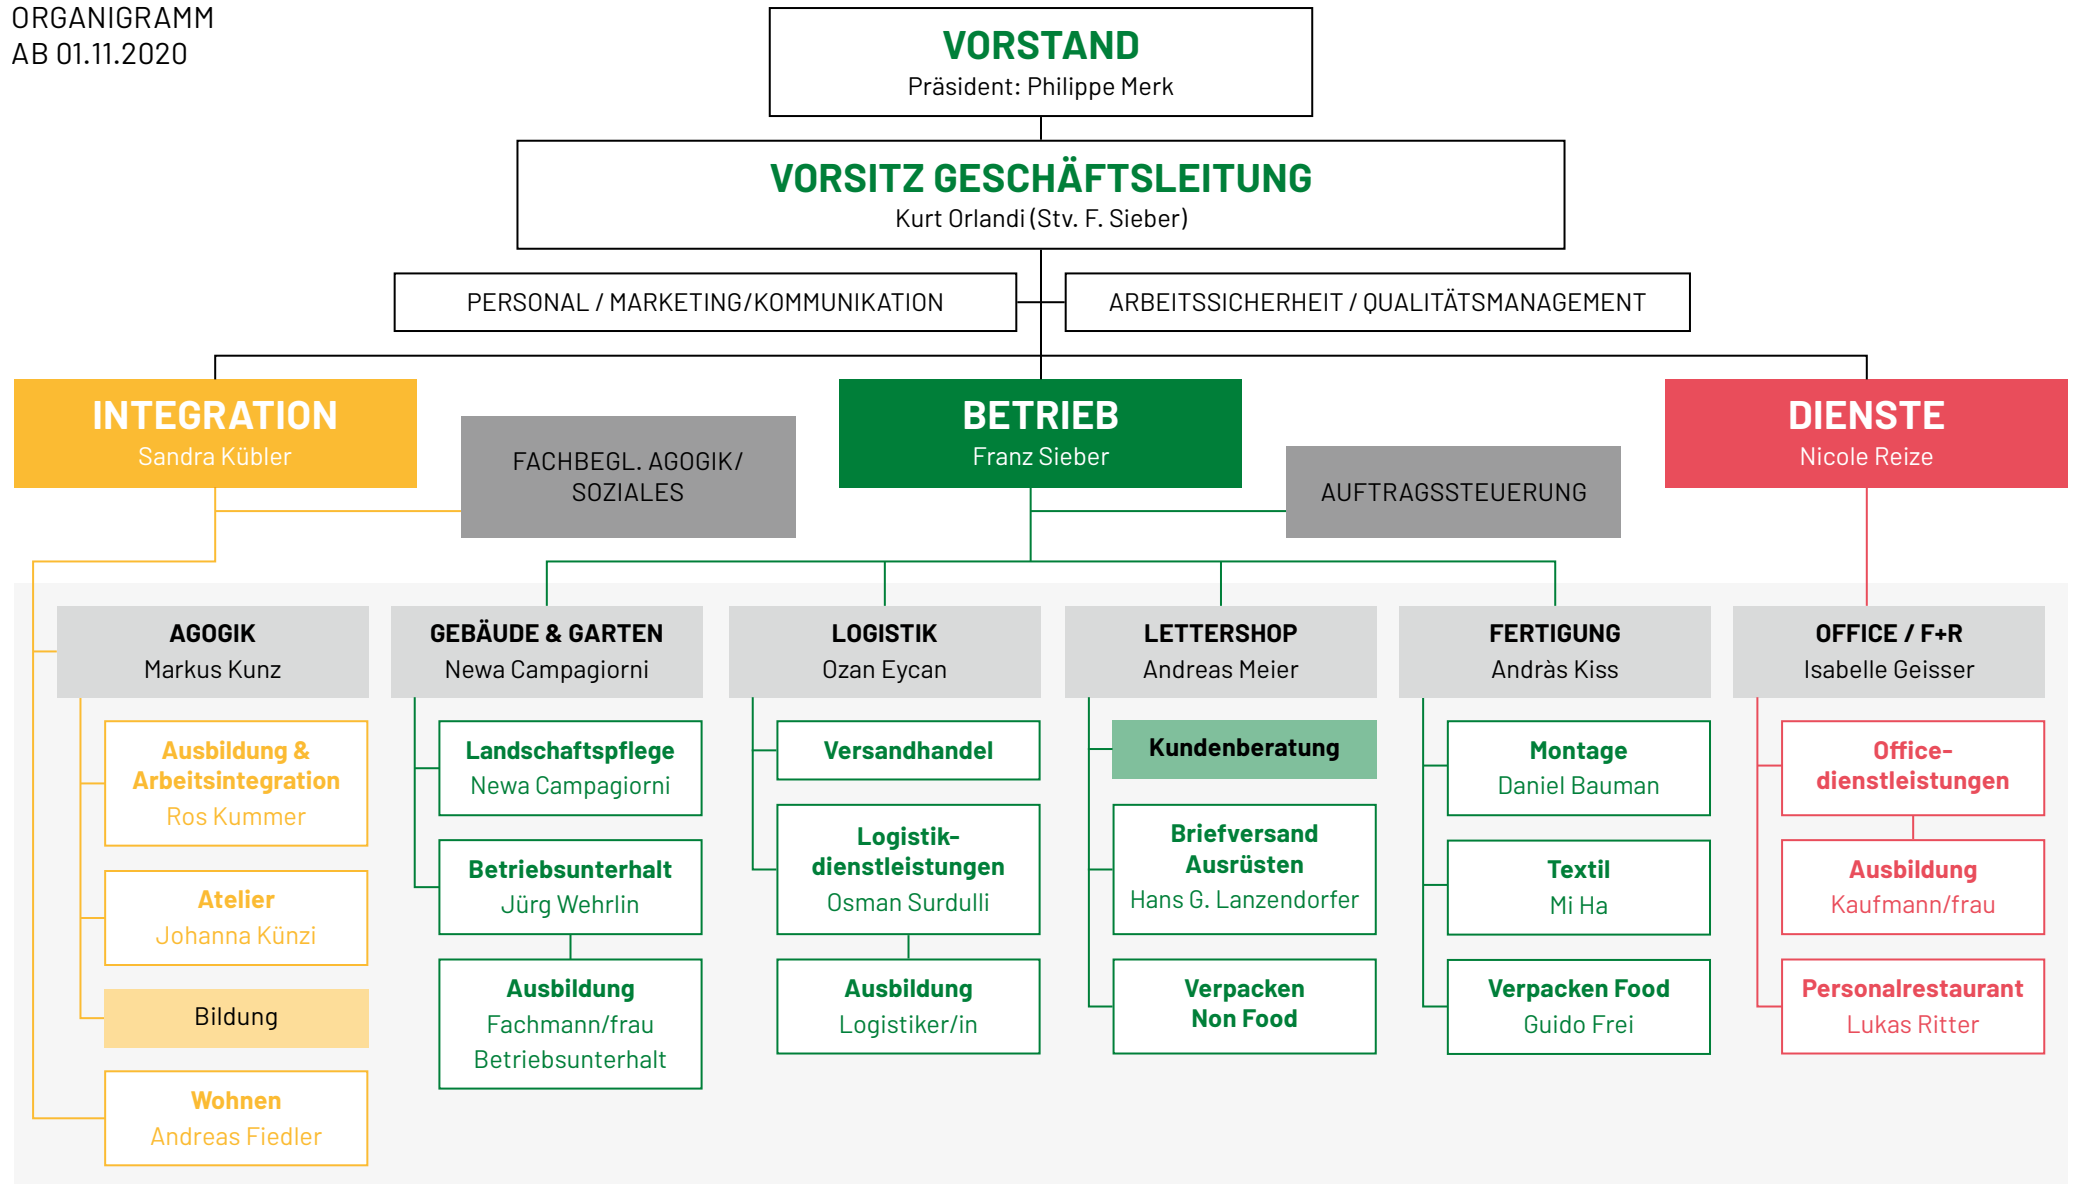 ORGANIGRAMM
AB 01.11.2020
VORSTAND
Präsident: Philippe Merk
VORSITZ GESCHÄFTSLEITUNG
Kurt Orlandi (Stv. F. Sieber)
PERSONAL / MARKETING/KOMMUNIKATION
ARBEITSSICHERHEIT / QUALITÄTSMANAGEMENT
INTEGRATION
Sandra Kübler
FACHBEGL. AGOGIK/
SOZIALES
BETRIEB
Franz Sieber
AUFTRAGSSTEUERUNG
DIENSTE
Nicole Reize
AGOGIK
Markus Kunz
Ausbildung &
Arbeitsintegration
Ros Kummer
Atelier
Johanna Künzi
Bildung
Wohnen
Andreas Fiedler
GEBÄUDE & GARTEN
Newa Campagiorni
Landschaftspflege
Newa Campagiorni
Betriebsunterhalt
Jürg Wehrlin
Ausbildung
Fachmann/frau
Betriebsunterhalt
LOGISTIK
Ozan Eycan
Versandhandel
Logistik-
dienstleistungen
Osman Surdulli
Ausbildung
Logistiker/in
LETTERSHOP
Andreas Meier
Kundenberatung
Briefversand
Ausrüsten
Hans G. Lanzendorfer
Verpacken
Non Food
FERTIGUNG
Andràs Kiss
Montage
Daniel Bauman
Textil
Mi Ha
Verpacken Food
Guido Frei
OFFICE / F+R
Isabelle Geisser
Office-
dienstleistungen
Ausbildung
Kaufmann/frau
Personalrestaurant
Lukas Ritter